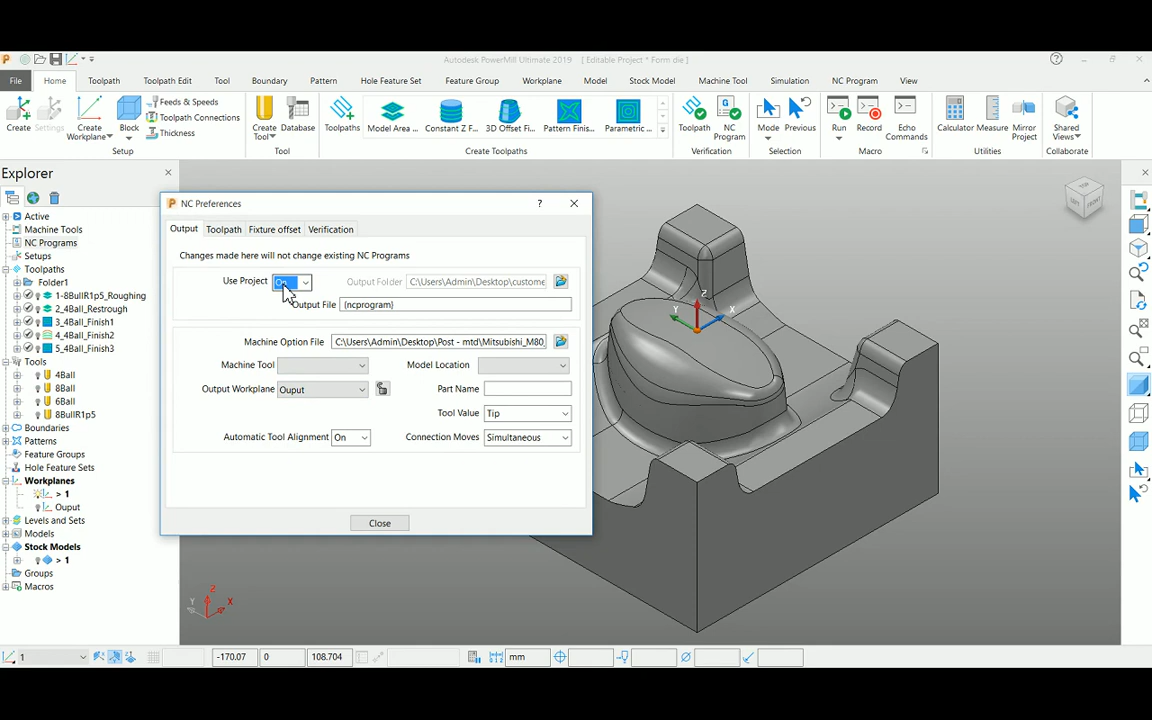 Autodesk PowerMill Ultimate 2019 [ Editable Project * Form die ]
File Home Toolpath Toolpath Edit Tool Boundary Pattern Hole Feature Set Feature Group Workplane Model Stock Model Machine Tool Simulation NC Program View
Create
Settings
Create Workplane
Block
Feeds & Speeds
Toolpath Connections
Thickness
Create Tool
Database
Toolpaths
Model Area ...
Constant Z F...
3D Offset Fi...
Pattern Finis...
Parametric ...
Toolpath
NC Program
Mode
Previous
Run
Record
Echo Commands
Calculator
Measure
Mirror Project
Shared Views
Setup Tool Create Toolpaths Verification Selection Macro Utilities Collaborate
Explorer
Active
Machine Tools
NC Programs
Setups
Toolpaths
Folder1
1-8BullR1p5_Roughing
2_4Ball_Restrough
3_4Ball_Finish1
4_4Ball_Finish2
5_4Ball_Finish3
Tools
4Ball
8Ball
6Ball
8BullR1p5
Boundaries
Patterns
Feature Groups
Hole Feature Sets
Workplanes
> 1
Ouput
Levels and Sets
Models
Stock Models
> 1
Groups
Macros
NC Preferences
?
Output Toolpath Fixture offset Verification
Changes made here will not change existing NC Programs
Use Project On Output Folder C:\Users\Admin\Desktop\custome
Output File {ncprogram}
Machine Option File C:\Users\Admin\Desktop\Post - mtd\Mitsubishi_M80_
Machine Tool Model Location
Output Workplane Ouput Part Name
Tool Value Tip
Automatic Tool Alignment On Connection Moves Simultaneous
Close
Z
Y X
TOP
LEFT FRONT
Z
Y X
1 -170.07 0 108.704 mm